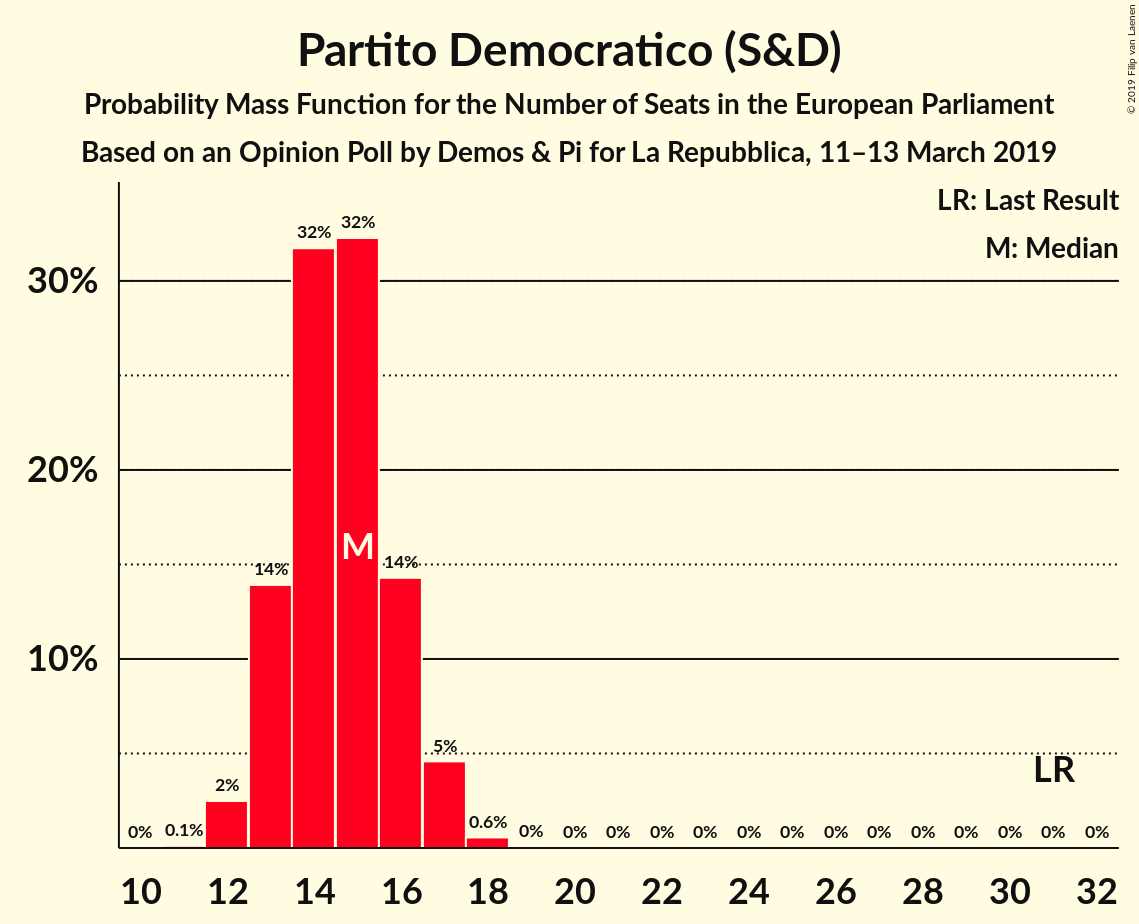 Partito Democratico (S&D)
Probability Mass Function for the Number of Seats in the European Parliament
Based on an Opinion Poll by Demos & Pi for La Repubblica, 11–13 March 2019
© 2019 Filip van Laenen
LR: Last Result
M: Median
30%
20%
10%
0% 0.1% 2% 14% 32% 32% 14% 5% 0.6% 0% 0% 0% 0% 0% 0% 0% 0% 0% 0% 0% 0% 0% 0%
M
LR
10 12 14 16 18 20 22 24 26 28 30 32